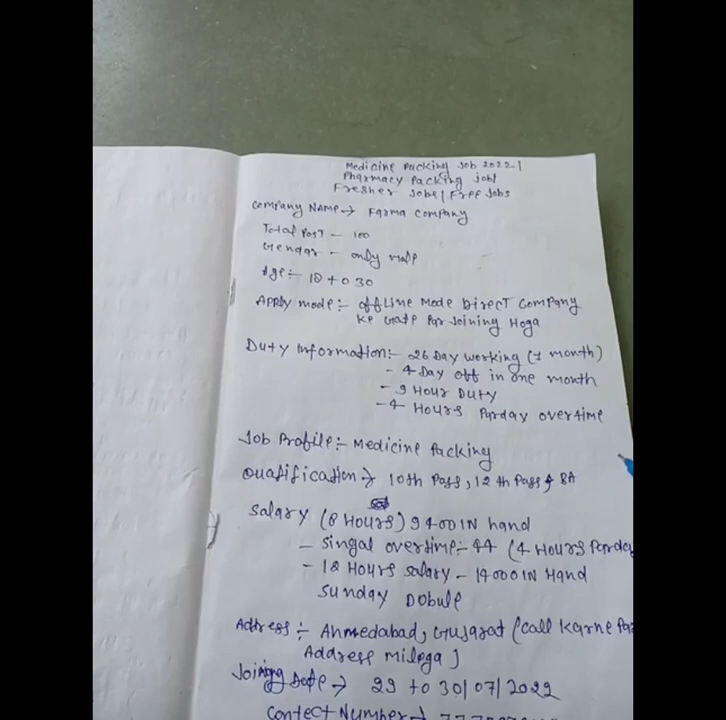 Medicine Packing Job 2022 |
Pharmacy Packing job |
Fresher Jobs | Free Jobs
Company Name → Farma Company
Total Post - 100
Gendar - only male
Age :- 18 to 30
Apply mode :- offline Mode Direct Company
ke Gate Par Joining Hoga
Duty Information :- 26 Day working (1 month)
- 4 Day off in one month
- 9 Hour Duty
- 4 Hours Parday overtime
Job Profile :- Medicine Packing
Qualification → 10th Pass, 12th Pass & BA
Salary (8 Hours) 9400 IN hand
- Singal overtime :- 44 (4 Hours Parday
- 12 Hours Salary - 14000 IN Hand
Sunday Dobule
Address :- Ahmedabad, Gujarat (Call Karne Par
Address Milega )
Joining Date → 29 to 30/07/2022
Contect Number →